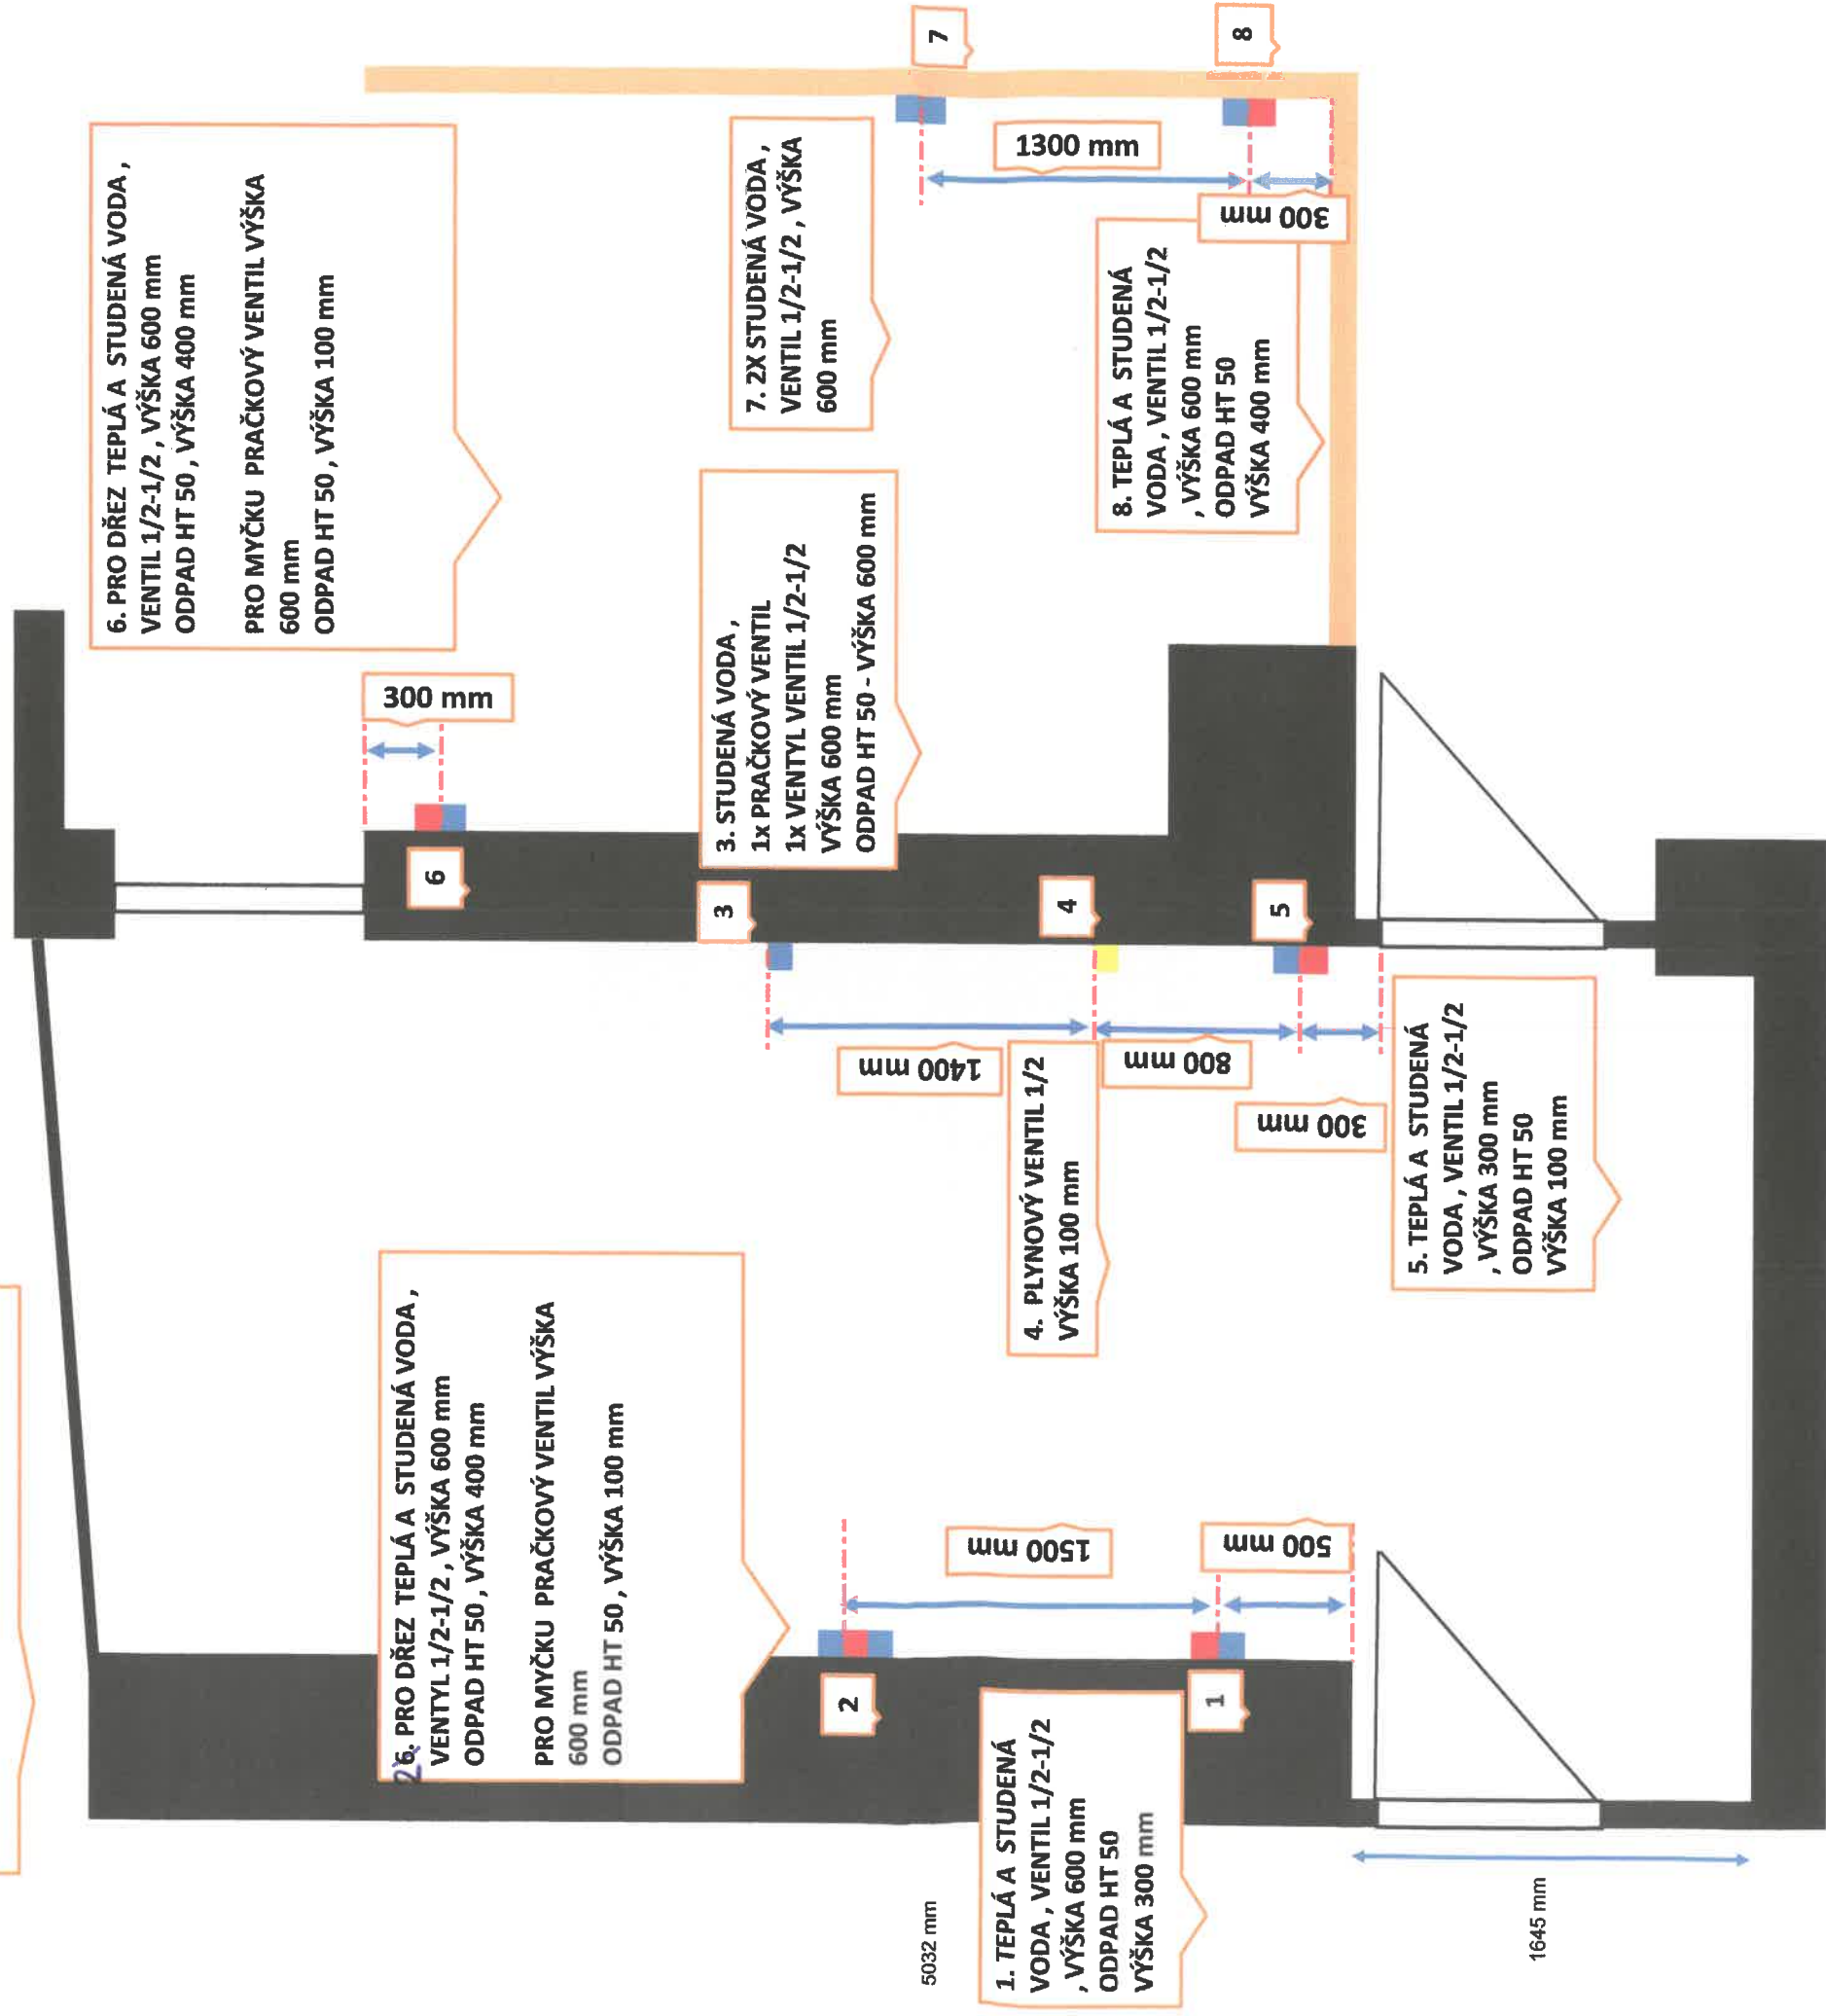 6. PRO DŘEZ TEPLÁ A STUDENÁ VODA ,
VENTIL 1/2-1/2 , VÝŠKA 600 mm
ODPAD HT 50 , VÝŠKA 400 mm
PRO MYČKU PRAČKOVÝ VENTIL VÝŠKA
600 mm
ODPAD HT 50 , VÝŠKA 100 mm
7
8
7. 2X STUDENÁ VODA ,
VENTIL 1/2-1/2 , VÝŠKA
600 mm
1300 mm
300 mm
8. TEPLÁ A STUDENÁ
VODA , VENTIL 1/2-1/2
, VÝŠKA 600 mm
ODPAD HT 50
VÝŠKA 400 mm
300 mm
6
3. STUDENÁ VODA ,
1x PRAČKOVÝ VENTIL
1x VENTYL VENTIL 1/2-1/2
VÝŠKA 600 mm
ODPAD HT 50 - VÝŠKA 600 mm
3
4
5
1400 mm
800 mm
300 mm
4. PLYNOVÝ VENTIL 1/2
VÝŠKA 100 mm
5. TEPLÁ A STUDENÁ
VODA , VENTIL 1/2-1/2
, VÝŠKA 300 mm
ODPAD HT 50
VÝŠKA 100 mm
2. 6. PRO DŘEZ TEPLÁ A STUDENÁ VODA ,
VENTYL 1/2-1/2 , VÝŠKA 600 mm
ODPAD HT 50 , VÝŠKA 400 mm
PRO MYČKU PRAČKOVÝ VENTIL VÝŠKA
600 mm
ODPAD HT 50 , VÝŠKA 100 mm
1500 mm
500 mm
2
1
1. TEPLÁ A STUDENÁ
VODA , VENTIL 1/2-1/2
, VÝŠKA 600 mm
ODPAD HT 50
VÝŠKA 300 mm
5032 mm
1645 mm